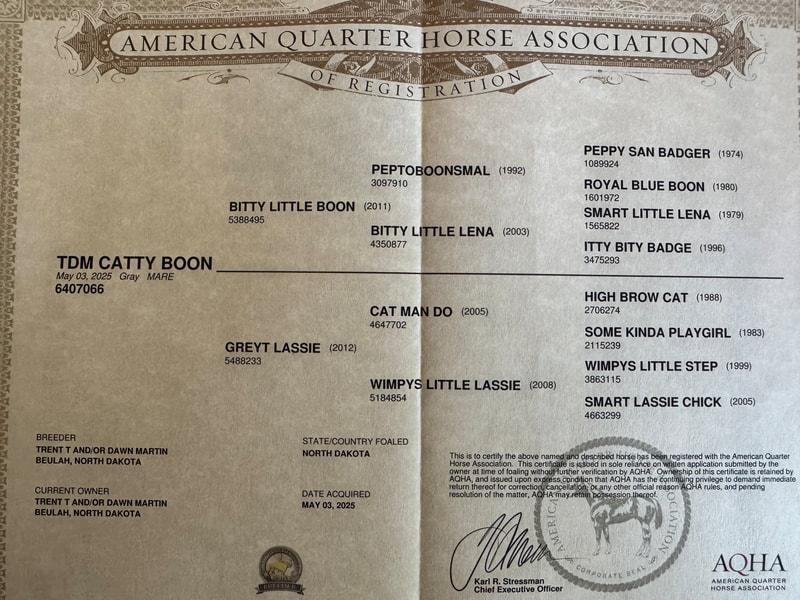 AMERICAN QUARTER HORSE ASSOCIATION
OF REGISTRATION
PEPPY SAN BADGER (1974)
1089924
PEPTOBOONSMAL (1992)
3097910
ROYAL BLUE BOON (1980)
1601972
BITTY LITTLE BOON (2011)
5388495
SMART LITTLE LENA (1979)
1565822
BITTY LITTLE LENA (2003)
4350877
ITTY BITY BADGE (1996)
3475293
TDM CATTY BOON
May 03, 2025 Gray MARE
6407066
HIGH BROW CAT (1988)
2706274
CAT MAN DO (2005)
4647702
SOME KINDA PLAYGIRL (1983)
2115239
GREYT LASSIE (2012)
5488233
WIMPYS LITTLE STEP (1999)
3863115
WIMPYS LITTLE LASSIE (2008)
5184854
SMART LASSIE CHICK (2005)
4663299
BREEDER
TRENT T AND/OR DAWN MARTIN
BEULAH, NORTH DAKOTA
STATE/COUNTRY FOALED
NORTH DAKOTA
CURRENT OWNER
TRENT T AND/OR DAWN MARTIN
BEULAH, NORTH DAKOTA
DATE ACQUIRED
MAY 03, 2025
This is to certify the above named and described horse has been registered with the American Quarter
Horse Association. This certificate is issued in sole reliance on written application submitted by the
owner at time of foaling without further verification by AQHA. Ownership of this certificate is retained by
AQHA, and issued upon express condition that AQHA has the continuing privilege to demand immediate
return thereof for correction, cancellation, or any other official reason AQHA rules, and pending
resolution of the matter, AQHA may retain possession thereof.
Karl R. Stressman
Chief Executive Officer
CORPORATE SEAL
AQHA
AMERICAN QUARTER
HORSE ASSOCIATION